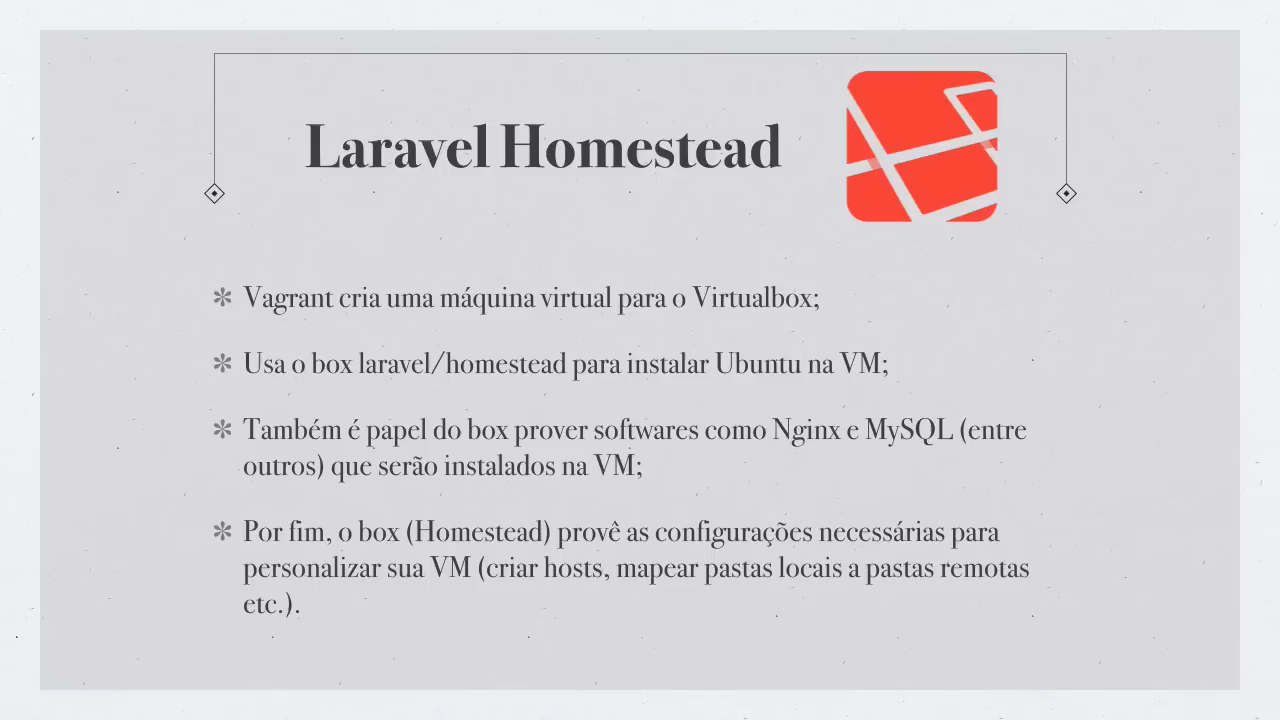 Laravel Homestead
Vagrant cria uma máquina virtual para o Virtualbox;
Usa o box laravel/homestead para instalar Ubuntu na VM;
Também é papel do box prover softwares como Nginx e MySQL (entre
outros) que serão instalados na VM;
Por fim, o box (Homestead) provê as configurações necessárias para
personalizar sua VM (criar hosts, mapear pastas locais a pastas remotas
etc.).